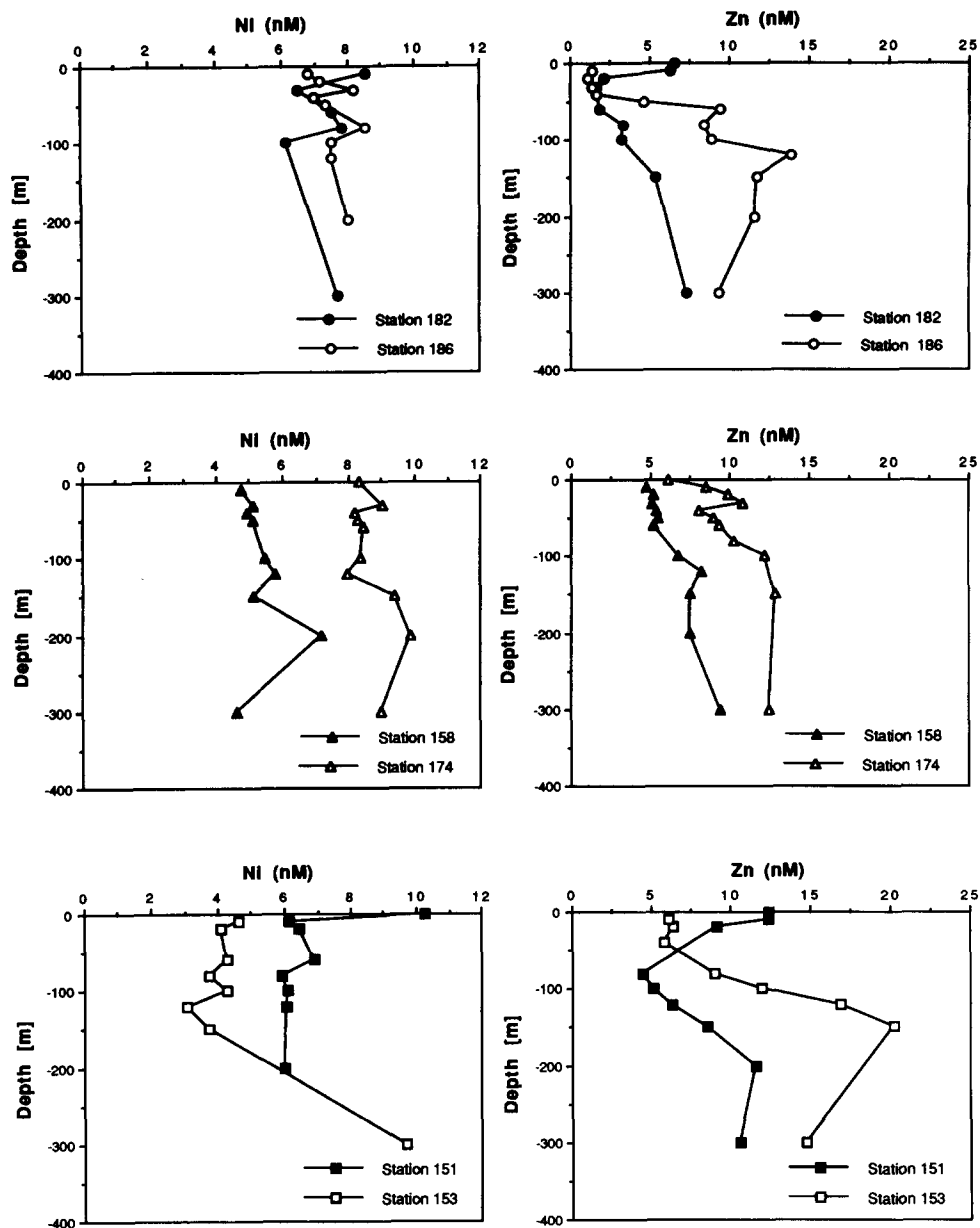 Ni (nM)
0 2 4 6 8 10 12
0
-100
-200
-300
-400
Depth [m]
Station 182
Station 186
Zn (nM)
0 5 10 15 20 25
0
-100
-200
-300
-400
Depth [m]
Station 182
Station 186
Ni (nM)
0 2 4 6 8 10 12
0
-100
-200
-300
-400
Depth [m]
Station 158
Station 174
Zn (nM)
0 5 10 15 20 25
0
-100
-200
-300
-400
Depth [m]
Station 158
Station 174
Ni (nM)
0 2 4 6 8 10 12
0
-100
-200
-300
-400
Depth [m]
Station 151
Station 153
Zn (nM)
0 5 10 15 20 25
0
-100
-200
-300
-400
Depth [m]
Station 151
Station 153